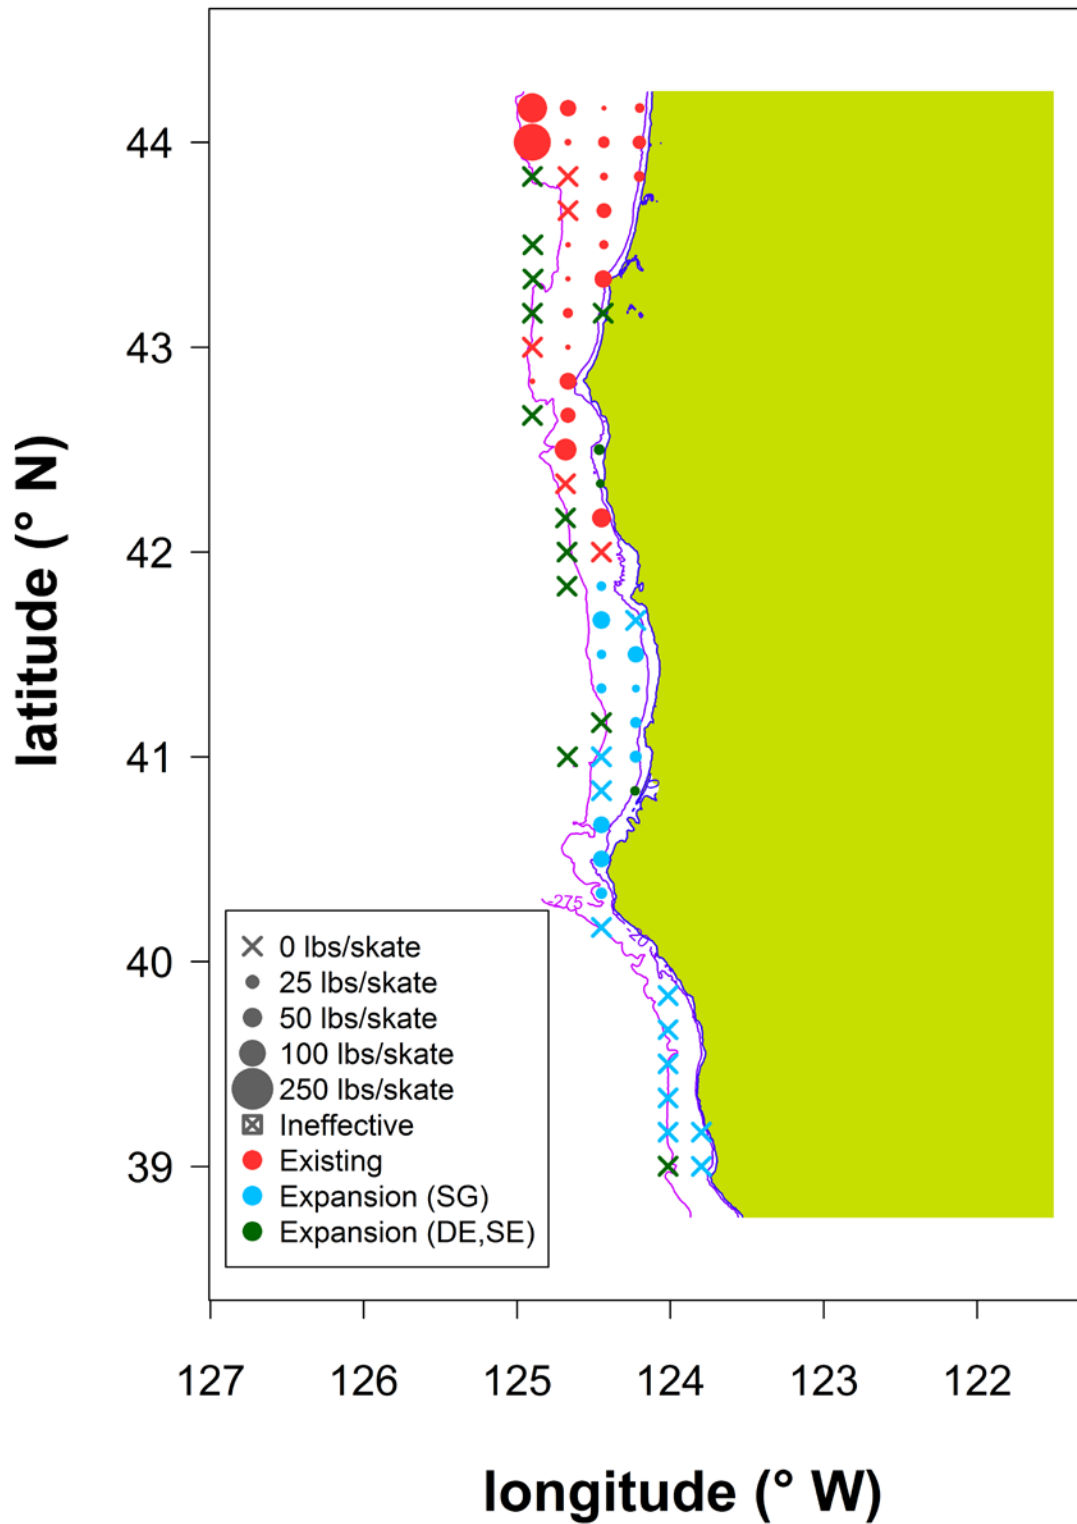 44
43
42
41
40
39
latitude (° N)
-275
0 lbs/skate
25 lbs/skate
50 lbs/skate
100 lbs/skate
250 lbs/skate
Ineffective
Existing
Expansion (SG)
Expansion (DE,SE)
127 126 125 124 123 122
longitude (° W)